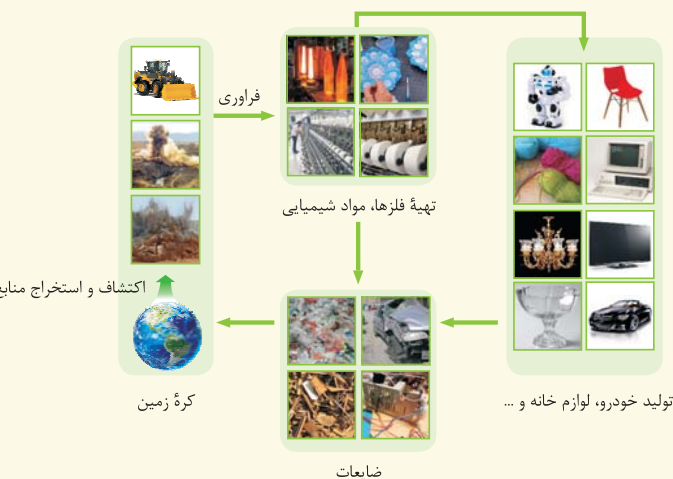 فراوری
تهیهٔ فلزها، مواد شیمیایی
اکتشاف و استخراج منابع
کرهٔ زمین
تولید خودرو، لوازم خانه و ...
ضایعات